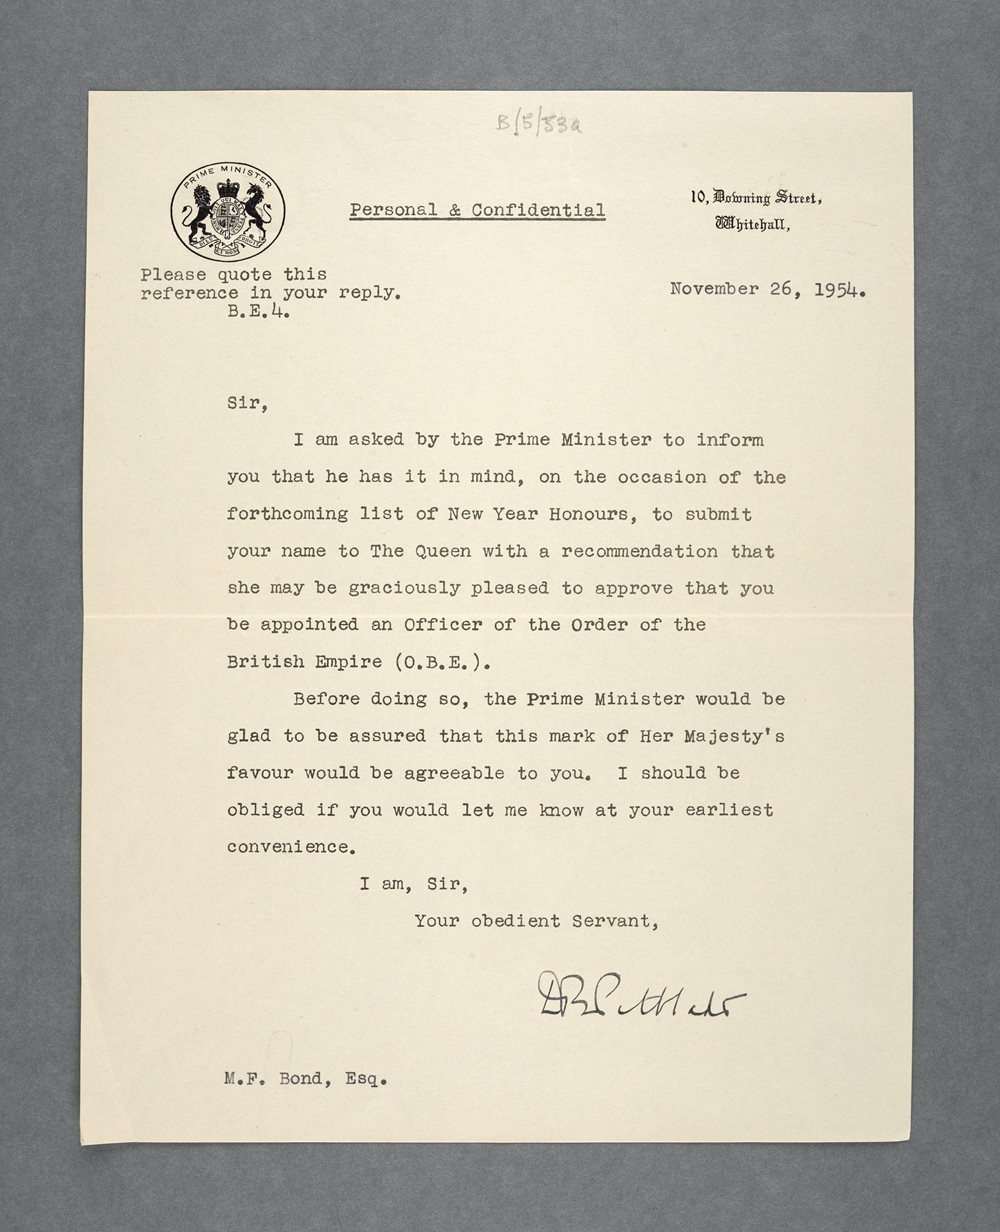 B/5/33a
PRIME MINISTER
Personal & Confidential
10, Downing Street,
Whitehall,
Please quote this
reference in your reply.
B.E.4.
November 26, 1954.
Sir,
I am asked by the Prime Minister to inform
you that he has it in mind, on the occasion of the
forthcoming list of New Year Honours, to submit
your name to The Queen with a recommendation that
she may be graciously pleased to approve that you
be appointed an Officer of the Order of the
British Empire (O.B.E.).
Before doing so, the Prime Minister would be
glad to be assured that this mark of Her Majesty's
favour would be agreeable to you.  I should be
obliged if you would let me know at your earliest
convenience.
I am, Sir,
Your obedient Servant,
M.F. Bond, Esq.